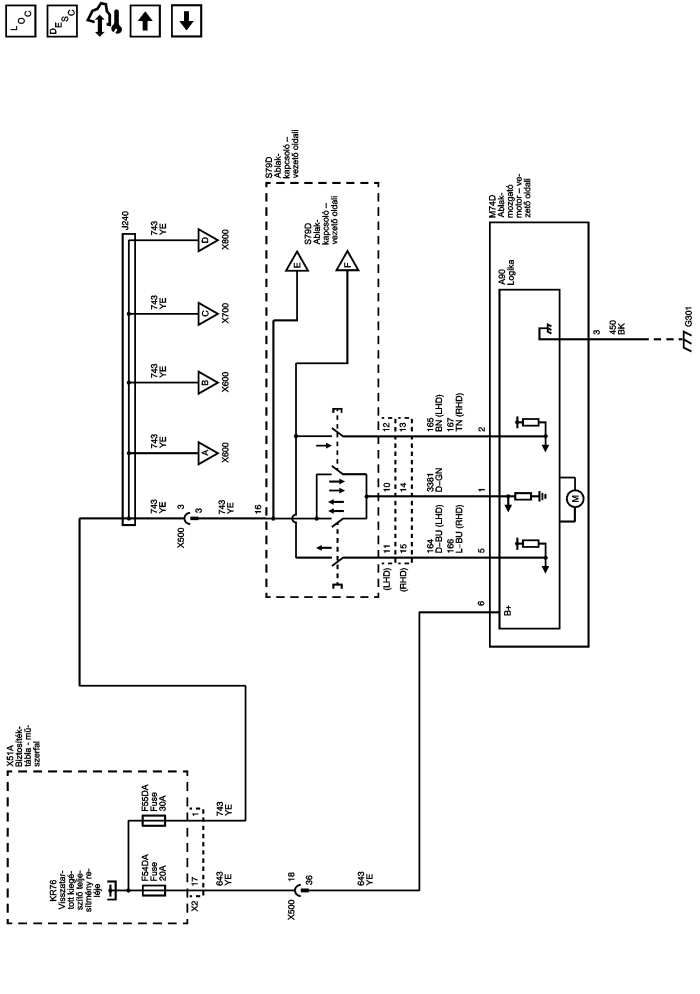 LOC
DESC
X51A
Biztosíték-
tábla - mű-
szerfal
KR76
Visszatar-
tott kiegé-
szítő telje-
sítmény re-
léje
F54DA
Fuse
20A
F55DA
Fuse
30A
X2
17
1
643
YE
743
YE
X500
18
36
643
YE
J240
743
YE
743
YE
743
YE
743
YE
743
YE
A
B
C
D
X600
X600
X700
X800
X500
3
3
743
YE
16
S79D
Ablak-
kapcsoló –
vezető oldali
E
F
S79D
Ablak-
kapcsoló –
vezető oldali
(LHD)
11
10
12
(RHD)
15
14
13
164
D–BU (LHD)
166
L–BU (RHD)
3381
D–GN
165
BN (LHD)
167
TN (RHD)
6
5
1
2
M74D
Ablak-
mozgató
motor – ve-
zető oldali
A90
Logika
B+
M
3
450
BK
G301